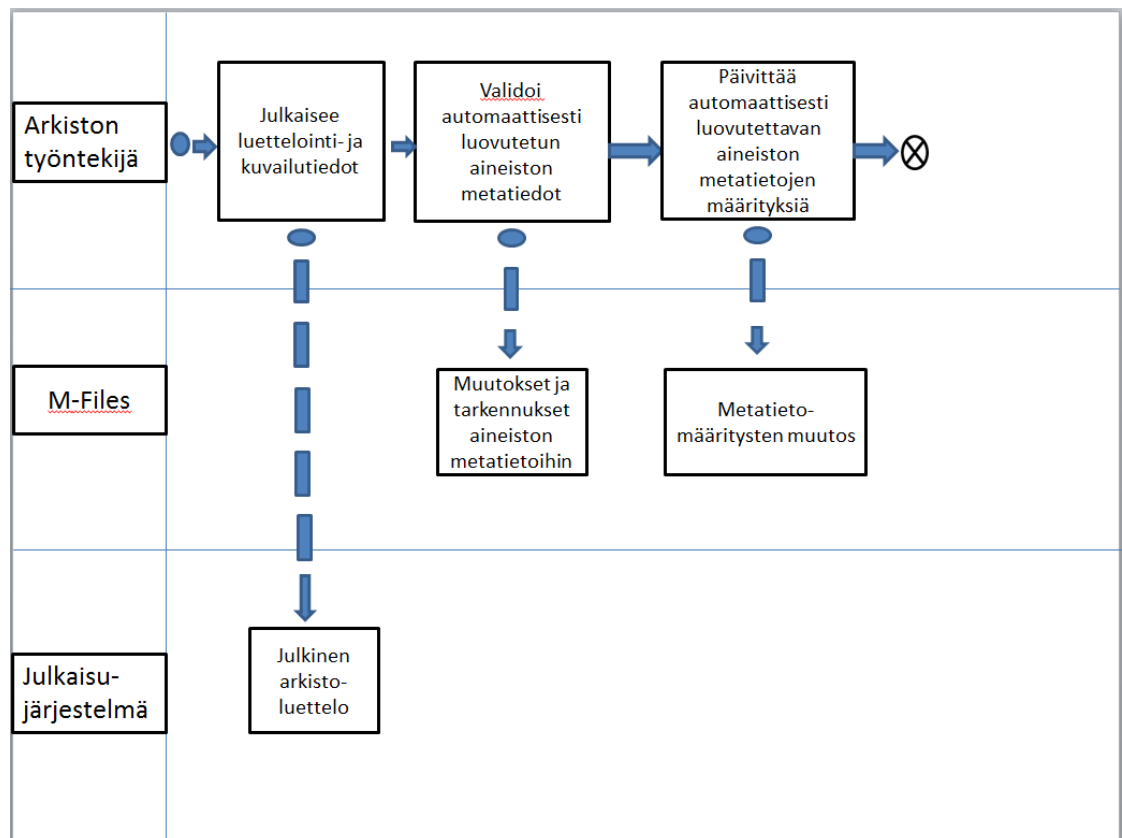 Arkiston
työntekijä
Julkaisee
luettelointi- ja
kuvailutiedot
Validoi
automaattisesti
luovutetun
aineiston
metatiedot
Päivittää
automaattisesti
luovutettavan
aineiston
metatietojen
määrityksiä
M-Files
Muutokset ja
tarkennukset
aineiston
metatietoihin
Metatieto-
määritysten muutos
Julkaisu-
järjestelmä
Julkinen
arkisto-
luettelo